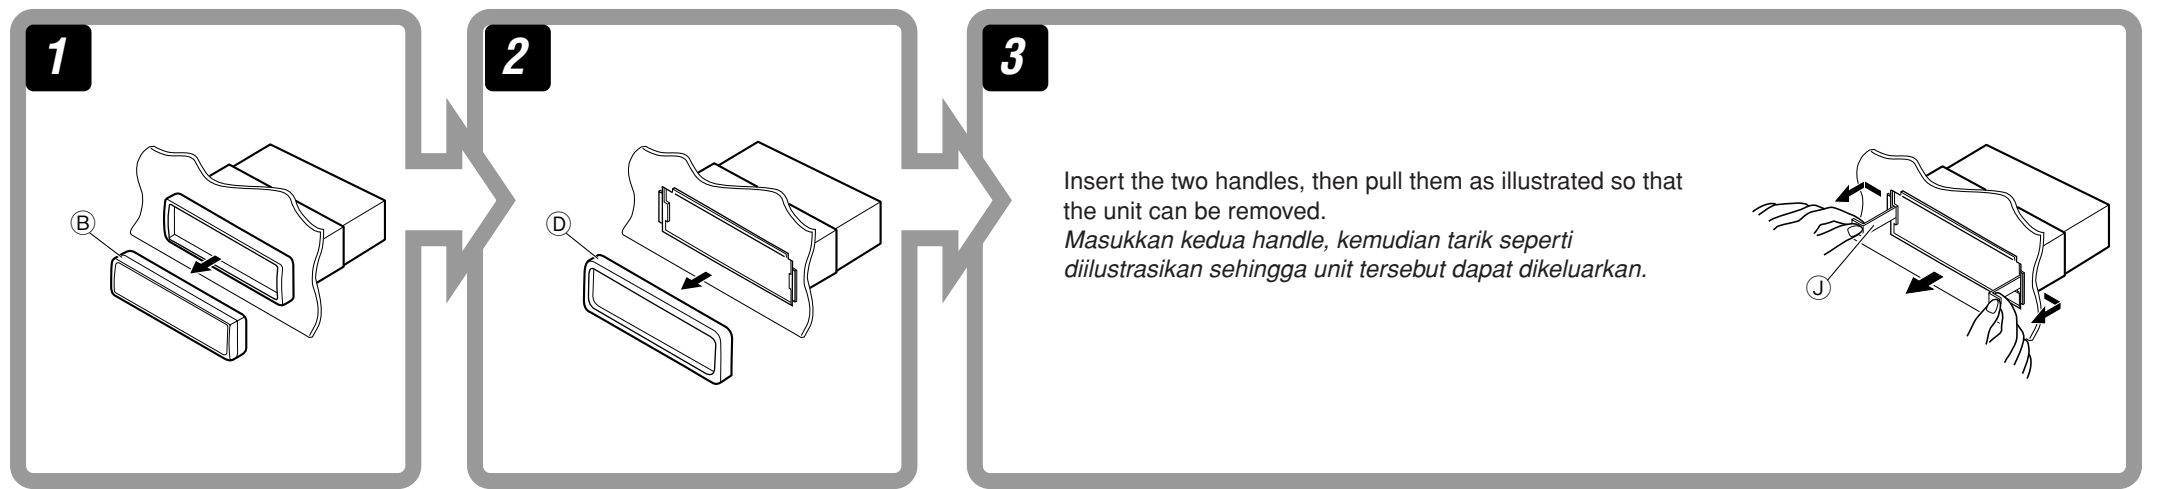 1
2
3
Ⓑ
Ⓓ
Insert the two handles, then pull them as illustrated so that
the unit can be removed.
Masukkan kedua handle, kemudian tarik seperti
diilustrasikan sehingga unit tersebut dapat dikeluarkan.
Ⓙ